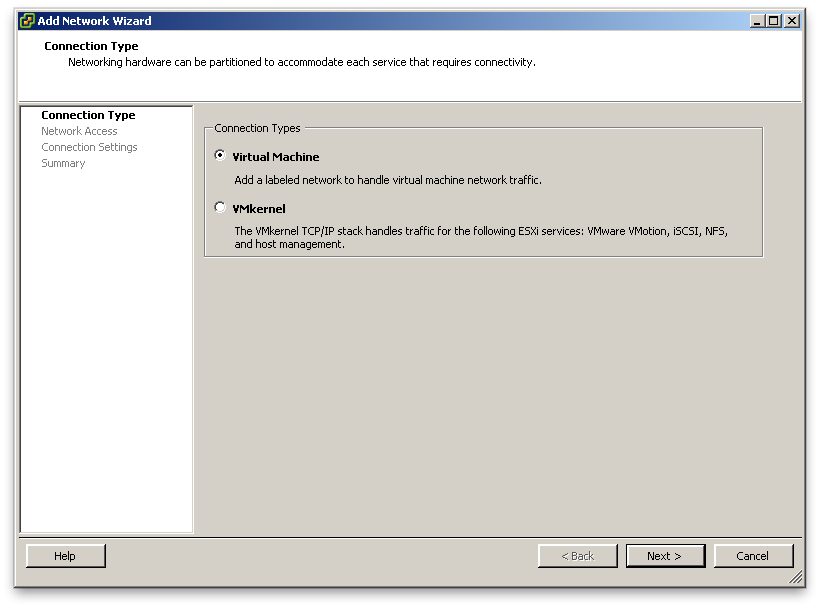 Add Network Wizard
Connection Type
Networking hardware can be partitioned to accommodate each service that requires connectivity.
Connection Type
Network Access
Connection Settings
Summary
Connection Types
Virtual Machine
Add a labeled network to handle virtual machine network traffic.
VMkernel
The VMkernel TCP/IP stack handles traffic for the following ESXi services: VMware VMotion, iSCSI, NFS,
and host management.
Help
< Back
Next >
Cancel